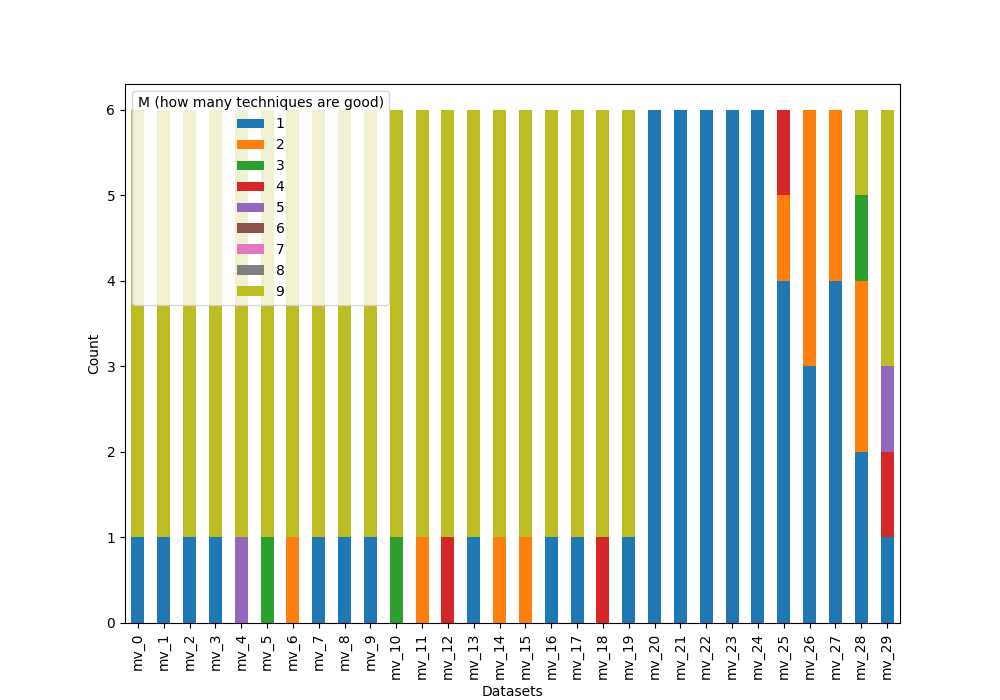 M (how many techniques are good)
1
2
3
4
5
6
7
8
9
6
5
4
3
2
1
0
Count
mv_0
mv_1
mv_2
mv_3
mv_4
mv_5
mv_6
mv_7
mv_8
mv_9
mv_10
mv_11
mv_12
mv_13
mv_14
mv_15
mv_16
mv_17
mv_18
mv_19
mv_20
mv_21
mv_22
mv_23
mv_24
mv_25
mv_26
mv_27
mv_28
mv_29
Datasets